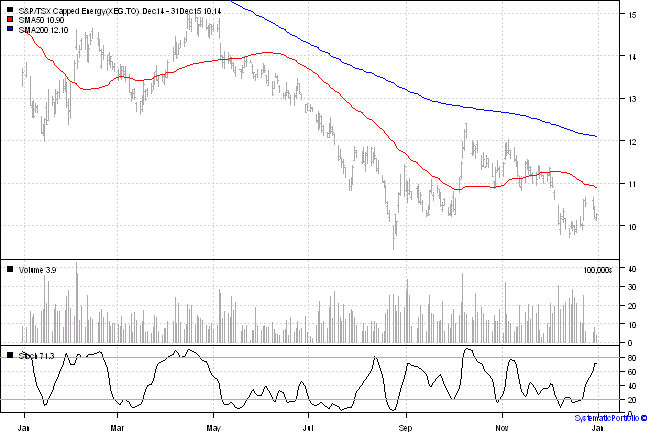 S&P/TSX Capped Energy(XEG.TO) Dec14 - 31Dec15 10.14
SMA50 10.90
SMA200 12.10
15
14
13
12
11
10
Volume 3.9
100,000s
40
30
20
10
0
Stoch 71.3
80
60
40
20
0
SystematicPortfolio ©
Jan Mar May Jul Sep Nov Jan